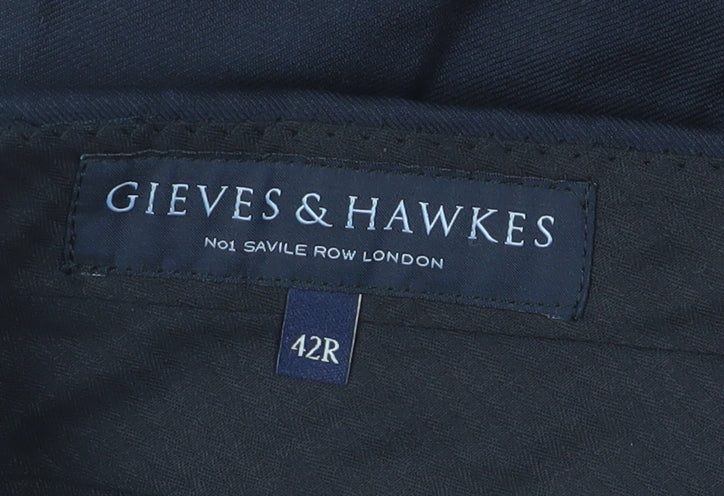 GIEVES & HAWKES
No1 SAVILE ROW LONDON
42R